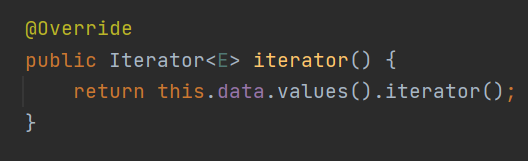 @Override
public Iterator<E> iterator() {
    return this.data.values().iterator();
}